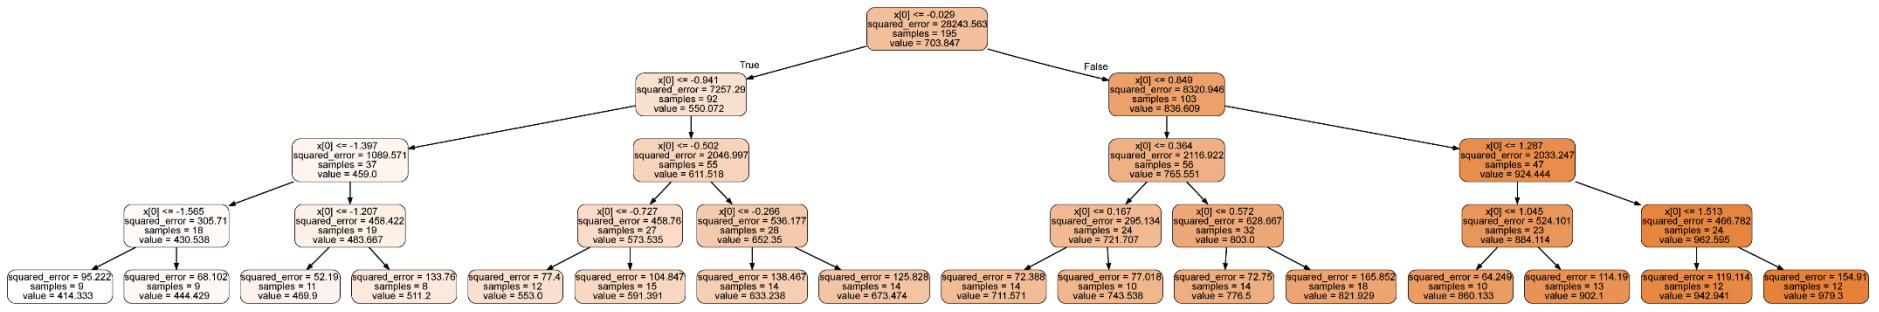 x[0] <= -0.029
squared_error = 28243.563
samples = 195
value = 703.847
True
False
x[0] <= -0.941
squared_error = 7257.29
samples = 92
value = 550.072
x[0] <= 0.849
squared_error = 8320.946
samples = 103
value = 836.609
x[0] <= -1.397
squared_error = 1089.571
samples = 37
value = 459.0
x[0] <= -0.502
squared_error = 2046.997
samples = 55
value = 611.518
x[0] <= 0.364
squared_error = 2116.922
samples = 56
value = 765.551
x[0] <= 1.287
squared_error = 2033.247
samples = 47
value = 924.444
x[0] <= -1.565
squared_error = 305.71
samples = 18
value = 430.538
x[0] <= -1.207
squared_error = 458.422
samples = 19
value = 483.667
x[0] <= -0.727
squared_error = 458.76
samples = 27
value = 573.535
x[0] <= -0.266
squared_error = 536.177
samples = 28
value = 652.35
x[0] <= 0.167
squared_error = 295.134
samples = 24
value = 721.707
x[0] <= 0.572
squared_error = 628.667
samples = 32
value = 803.0
x[0] <= 1.045
squared_error = 524.101
samples = 23
value = 884.114
x[0] <= 1.513
squared_error = 466.782
samples = 24
value = 962.595
squared_error = 95.222
samples = 9
value = 414.333
squared_error = 68.102
samples = 9
value = 444.429
squared_error = 52.19
samples = 11
value = 469.9
squared_error = 133.76
samples = 8
value = 511.2
squared_error = 77.4
samples = 12
value = 553.0
squared_error = 104.847
samples = 15
value = 591.391
squared_error = 138.467
samples = 14
value = 633.238
squared_error = 125.828
samples = 14
value = 673.474
squared_error = 72.388
samples = 14
value = 711.571
squared_error = 77.018
samples = 10
value = 743.538
squared_error = 72.75
samples = 14
value = 776.5
squared_error = 165.852
samples = 18
value = 821.929
squared_error = 64.249
samples = 10
value = 860.133
squared_error = 114.19
samples = 13
value = 902.1
squared_error = 119.114
samples = 12
value = 942.941
squared_error = 154.91
samples = 12
value = 979.3